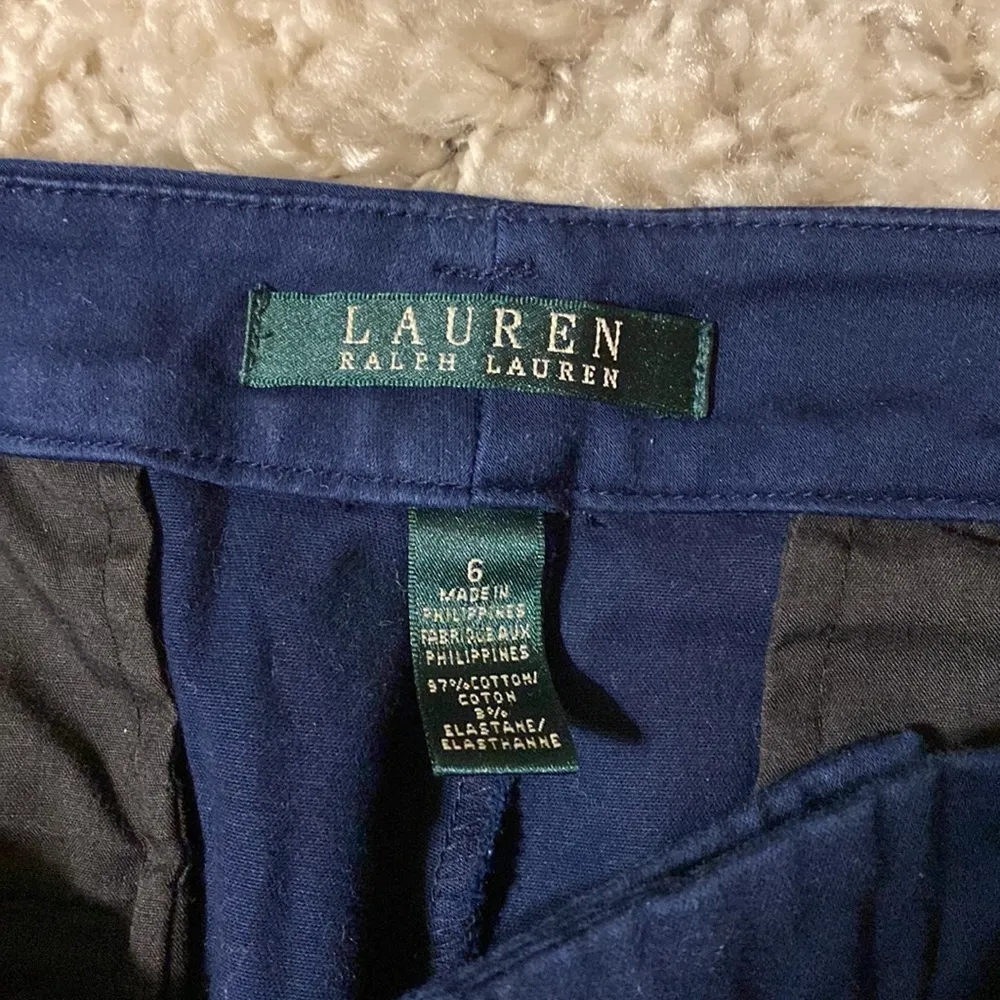 LAUREN
RALPH LAUREN
6
MADE IN
PHILIPPINES
FABRIQUE AUX
PHILIPPINES
97% COTTON/
COTON
3%
ELASTANE/
ELASTHANNE